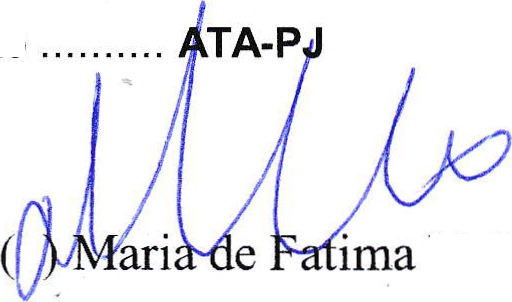 .......... ATA-PJ
( ) Maria de Fatima